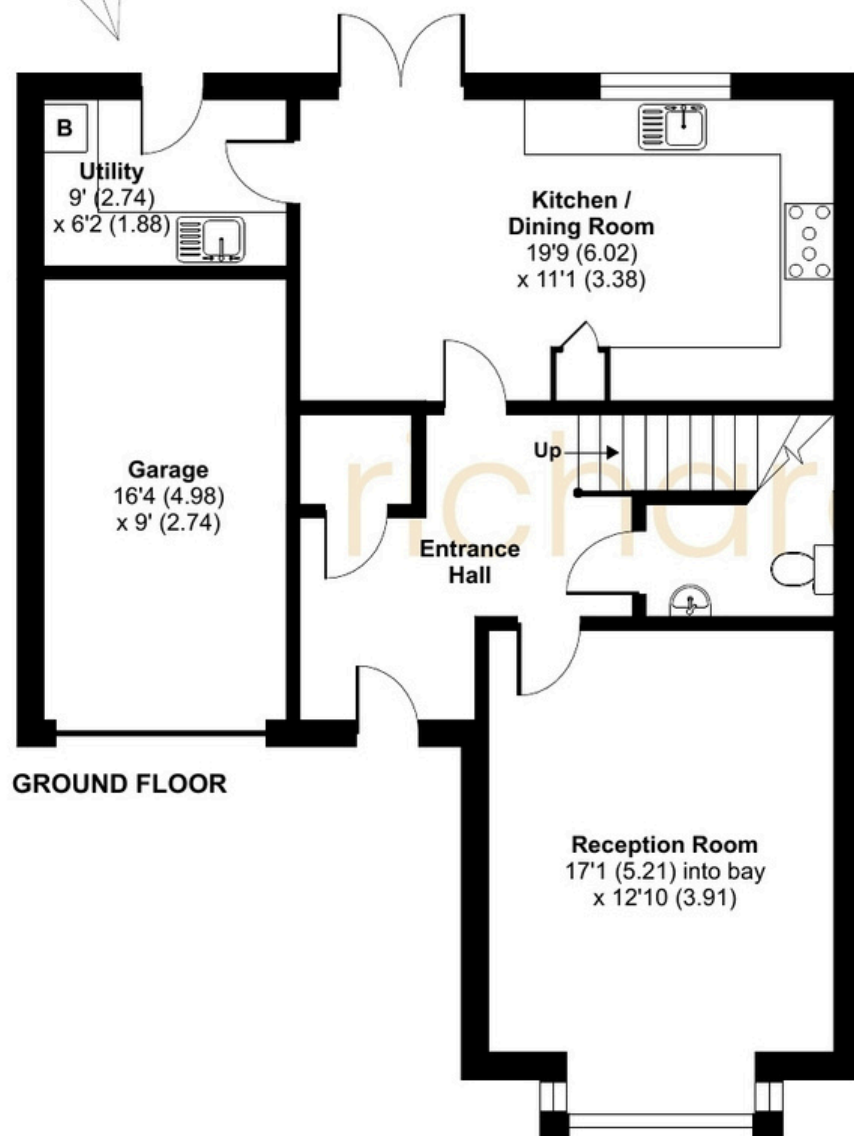 B
Utility
9' (2.74)
x 6'2 (1.88)
Kitchen /
Dining Room
19'9 (6.02)
x 11'1 (3.38)
Garage
16'4 (4.98)
x 9' (2.74)
Up
Entrance
Hall
GROUND FLOOR
Reception Room
17'1 (5.21) into bay
x 12'10 (3.91)